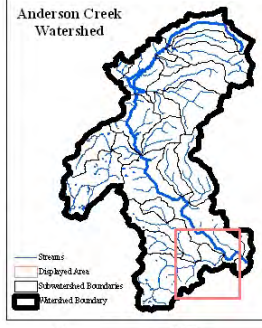 Anderson Creek
Watershed
Streams
Displayed Area
Subwatershed Boundaries
Watershed Boundary